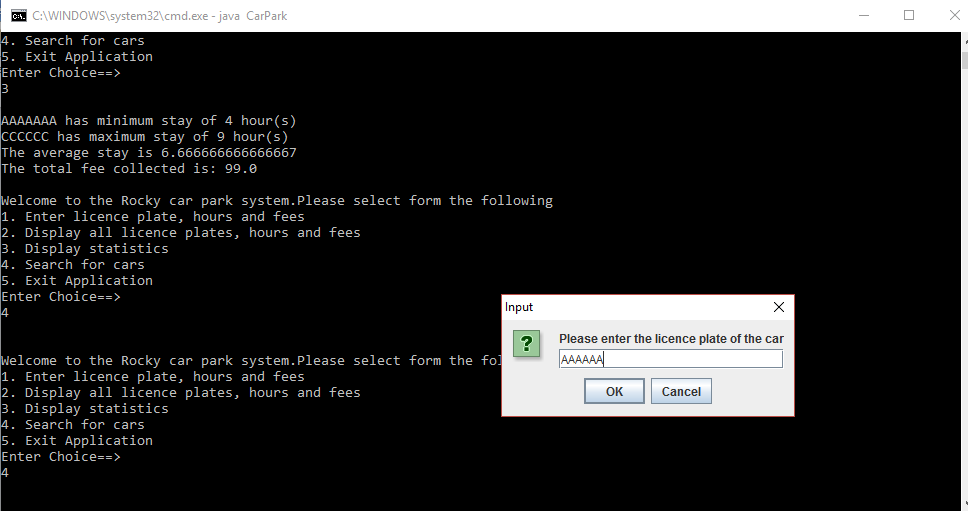 C:\WINDOWS\system32\cmd.exe - java CarPark
4. Search for cars
5. Exit Application
Enter Choice==>
3
AAAAAAA has minimum stay of 4 hour(s)
CCCCCC has maximum stay of 9 hour(s)
The average stay is 6.666666666666667
The total fee collected is: 99.0
Welcome to the Rocky car park system.Please select form the following
1. Enter licence plate, hours and fees
2. Display all licence plates, hours and fees
3. Display statistics
4. Search for cars
5. Exit Application
Enter Choice==>
4
Welcome to the Rocky car park system.Please select form the fol
1. Enter licence plate, hours and fees
2. Display all licence plates, hours and fees
3. Display statistics
4. Search for cars
5. Exit Application
Enter Choice==>
4
Input
Please enter the licence plate of the car
AAAAAA
OK Cancel